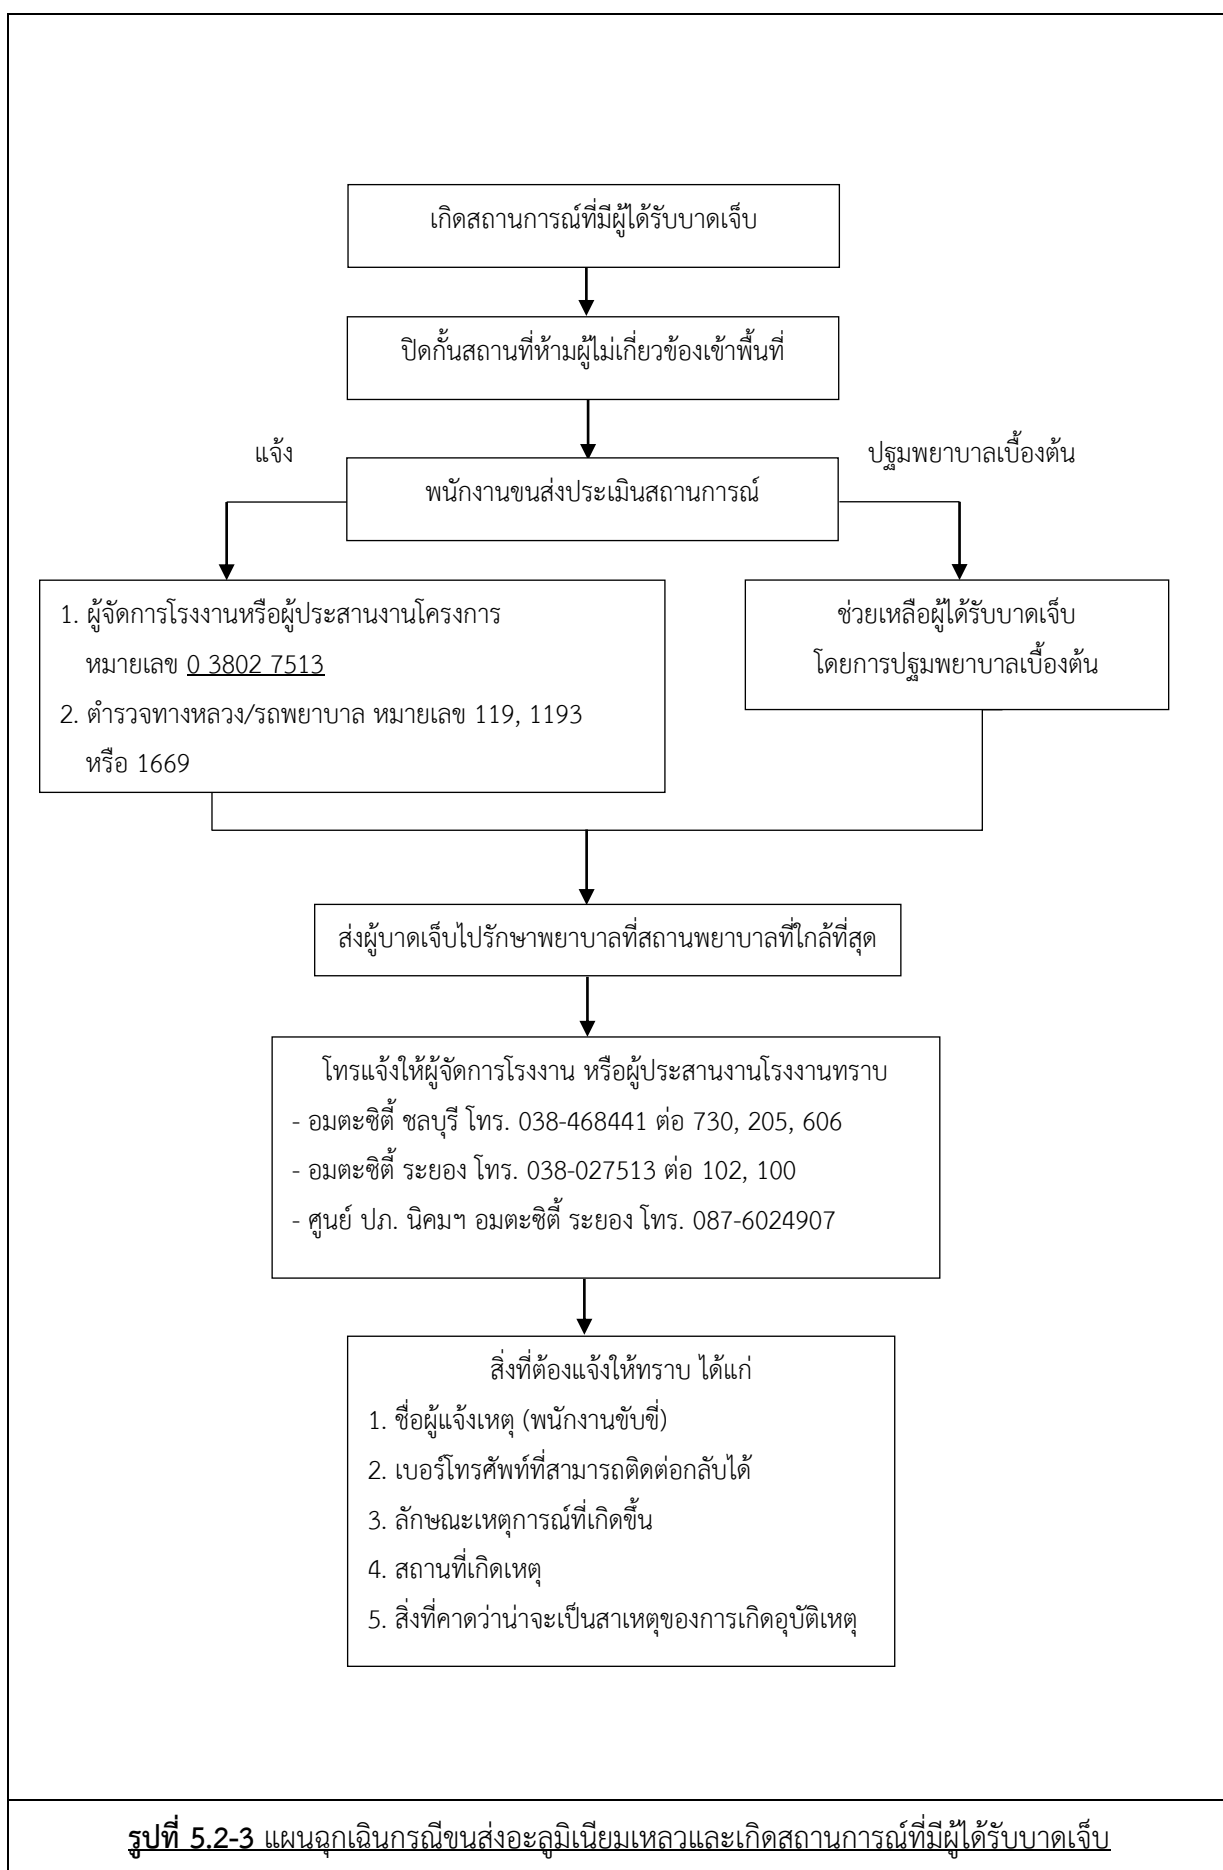 เกิดสถานการณ์ที่มีผู้ได้รับบาดเจ็บ
ปิดกั้นสถานที่ห้ามผู้ไม่เกี่ยวข้องเข้าพื้นที่
แจ้ง
ปฐมพยาบาลเบื้องต้น
พนักงานขนส่งประเมินสถานการณ์
1. ผู้จัดการโรงงานหรือผู้ประสานงานโครงการ
หมายเลข 0 3802 7513
2. ตำรวจทางหลวง/รถพยาบาล หมายเลข 119, 1193
หรือ 1669
ช่วยเหลือผู้ได้รับบาดเจ็บ
โดยการปฐมพยาบาลเบื้องต้น
ส่งผู้บาดเจ็บไปรักษาพยาบาลที่สถานพยาบาลที่ใกล้ที่สุด
โทรแจ้งให้ผู้จัดการโรงงาน หรือผู้ประสานงานโรงงานทราบ
- อมตะซิตี้ ชลบุรี โทร. 038-468441 ต่อ 730, 205, 606
- อมตะซิตี้ ระยอง โทร. 038-027513 ต่อ 102, 100
- ศูนย์ ปภ. นิคมฯ อมตะซิตี้ ระยอง โทร. 087-6024907
สิ่งที่ต้องแจ้งให้ทราบ ได้แก่
1. ชื่อผู้แจ้งเหตุ (พนักงานขับขี่)
2. เบอร์โทรศัพท์ที่สามารถติดต่อกลับได้
3. ลักษณะเหตุการณ์ที่เกิดขึ้น
4. สถานที่เกิดเหตุ
5. สิ่งที่คาดว่าน่าจะเป็นสาเหตุของการเกิดอุบัติเหตุ
รูปที่ 5.2-3 แผนฉุกเฉินกรณีขนส่งอะลูมิเนียมเหลวและเกิดสถานการณ์ที่มีผู้ได้รับบาดเจ็บ